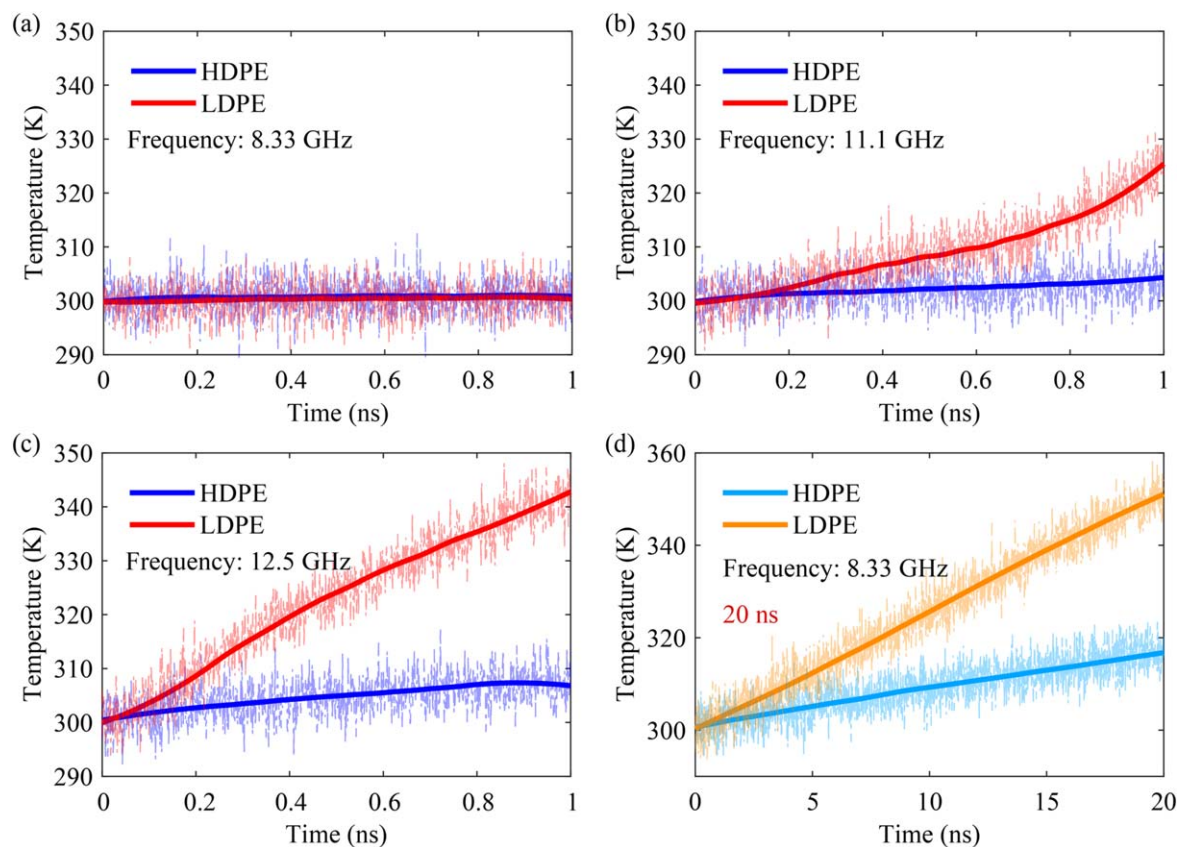 (a)
350
340
330
320
310
300
290
Temperature (K)
HDPE
LDPE
Frequency: 8.33 GHz
0 0.2 0.4 0.6 0.8 1
Time (ns)
(b)
350
340
330
320
310
300
290
Temperature (K)
HDPE
LDPE
Frequency: 11.1 GHz
0 0.2 0.4 0.6 0.8 1
Time (ns)
(c)
350
340
330
320
310
300
290
Temperature (K)
HDPE
LDPE
Frequency: 12.5 GHz
0 0.2 0.4 0.6 0.8 1
Time (ns)
(d)
360
340
320
300
Temperature (K)
HDPE
LDPE
Frequency: 8.33 GHz
20 ns
0 5 10 15 20
Time (ns)